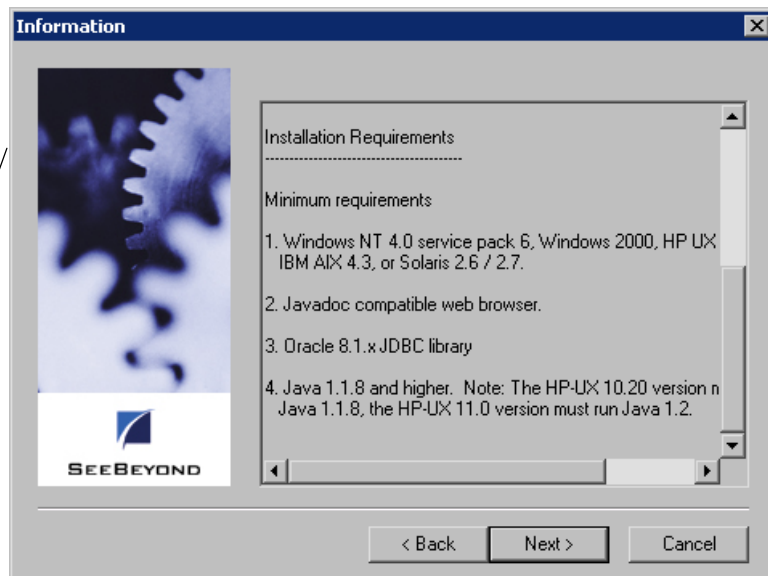 Information
Installation Requirements
-----------------------------------------
Minimum requirements
1. Windows NT 4.0 service pack 6, Windows 2000, HP UX
IBM AIX 4.3, or Solaris 2.6 / 2.7.
2. Javadoc compatible web browser.
3. Oracle 8.1.x JDBC library
4. Java 1.1.8 and higher. Note: The HP-UX 10.20 version
Java 1.1.8, the HP-UX 11.0 version must run Java 1.2.
SEEBEYOND
< Back
Next >
Cancel